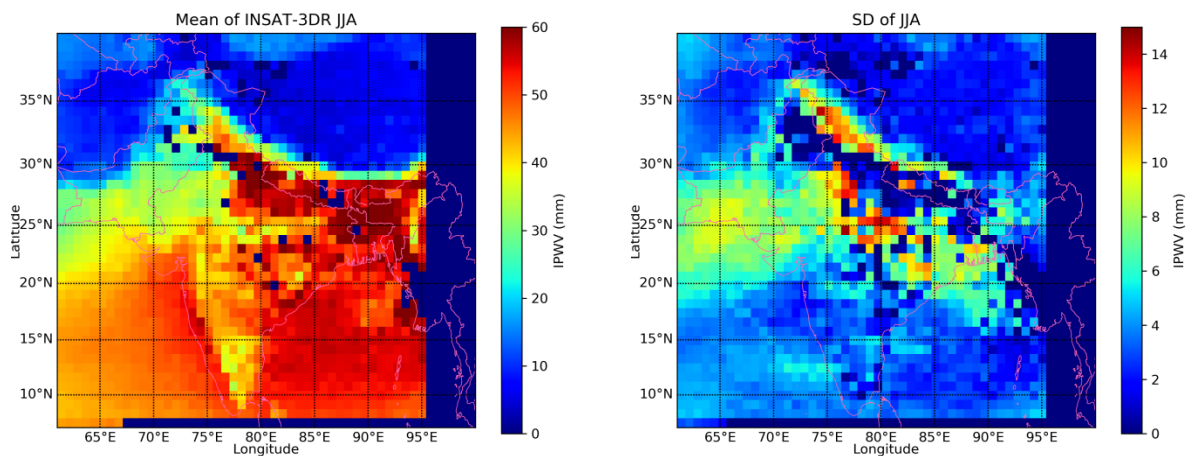 Mean of INSAT-3DR JJA
35°N
30°N
25°N
20°N
15°N
10°N
Latitude
65°E 70°E 75°E 80°E 85°E 90°E 95°E
Longitude
60
50
40
30
20
10
0
IPWV (mm)
SD of JJA
35°N
30°N
25°N
20°N
15°N
10°N
Latitude
65°E 70°E 75°E 80°E 85°E 90°E 95°E
Longitude
14
12
10
8
6
4
2
0
IPWV (mm)